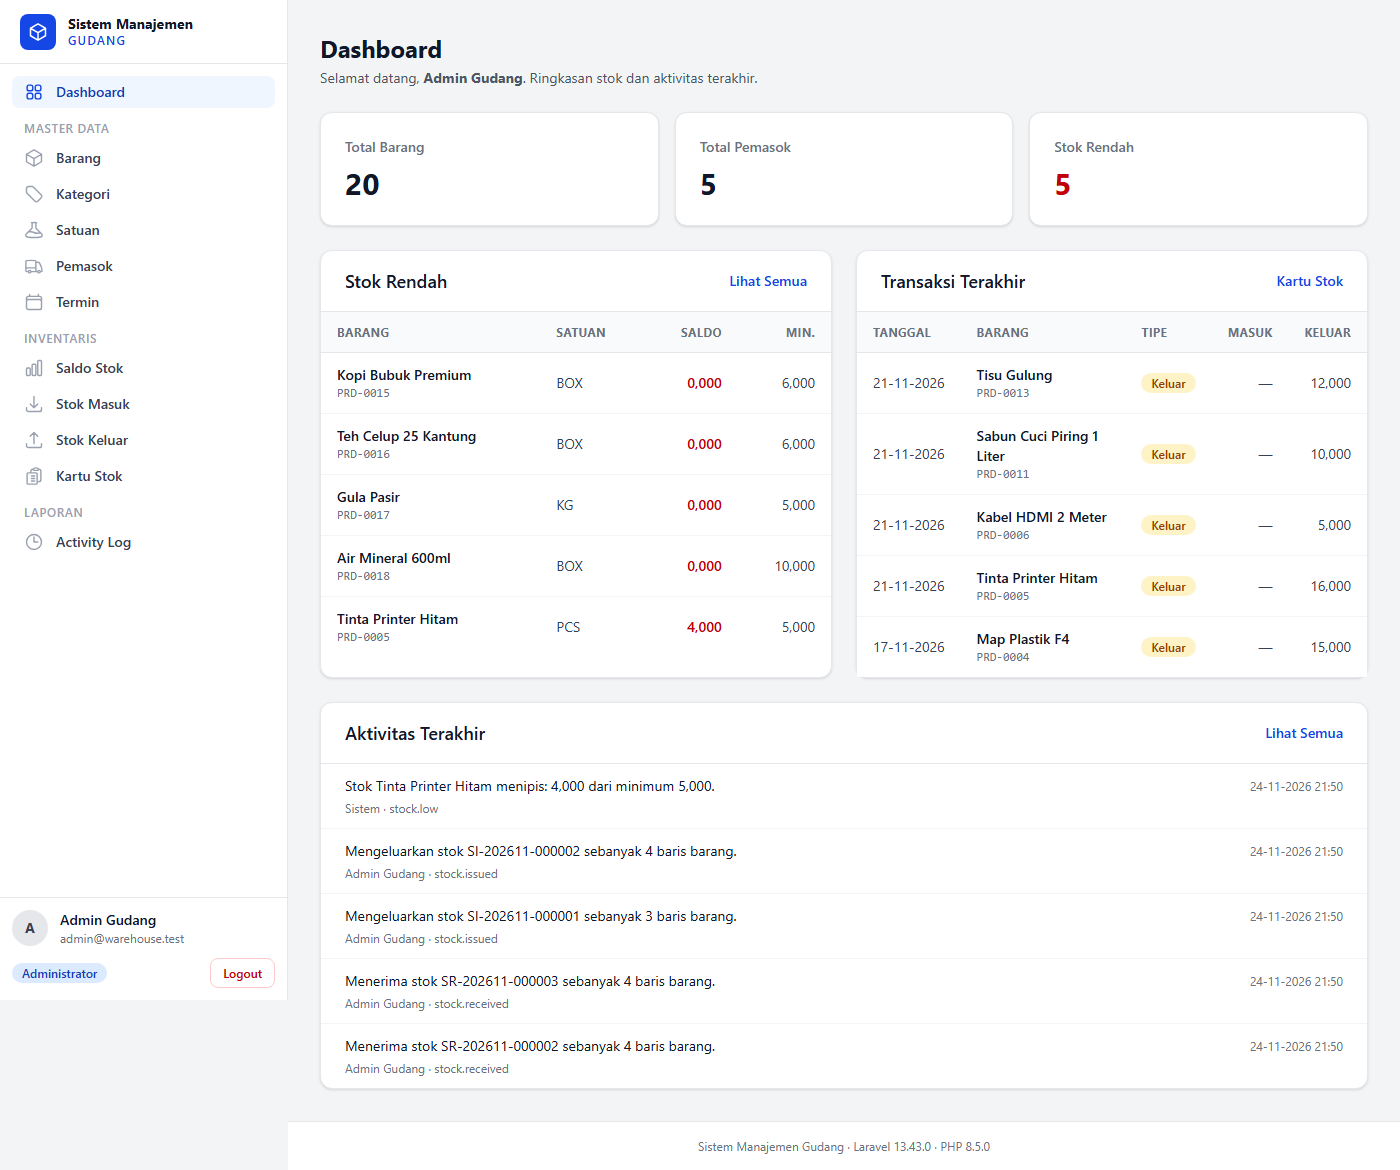 Sistem Manajemen
GUDANG
Dashboard
MASTER DATA
Barang
Kategori
Satuan
Pemasok
Termin
INVENTARIS
Saldo Stok
Stok Masuk
Stok Keluar
Kartu Stok
LAPORAN
Activity Log
A
Admin Gudang
admin@warehouse.test
Administrator
Logout
Dashboard
Selamat datang, Admin Gudang. Ringkasan stok dan aktivitas terakhir.
Total Barang
20
Total Pemasok
5
Stok Rendah
5
Stok Rendah Lihat Semua
BARANG SATUAN SALDO MIN.
Kopi Bubuk Premium BOX 0,000 6,000
PRD-0015
Teh Celup 25 Kantung BOX 0,000 6,000
PRD-0016
Gula Pasir KG 0,000 5,000
PRD-0017
Air Mineral 600ml BOX 0,000 10,000
PRD-0018
Tinta Printer Hitam PCS 4,000 5,000
PRD-0005
Transaksi Terakhir Kartu Stok
TANGGAL BARANG TIPE MASUK KELUAR
21-11-2026 Tisu Gulung Keluar — 12,000
PRD-0013
21-11-2026 Sabun Cuci Piring 1 Keluar — 10,000
Liter
PRD-0011
21-11-2026 Kabel HDMI 2 Meter Keluar — 5,000
PRD-0006
21-11-2026 Tinta Printer Hitam Keluar — 16,000
PRD-0005
17-11-2026 Map Plastik F4 Keluar — 15,000
PRD-0004
Aktivitas Terakhir Lihat Semua
Stok Tinta Printer Hitam menipis: 4,000 dari minimum 5,000. 24-11-2026 21:50
Sistem · stock.low
Mengeluarkan stok SI-202611-000002 sebanyak 4 baris barang. 24-11-2026 21:50
Admin Gudang · stock.issued
Mengeluarkan stok SI-202611-000001 sebanyak 3 baris barang. 24-11-2026 21:50
Admin Gudang · stock.issued
Menerima stok SR-202611-000003 sebanyak 4 baris barang. 24-11-2026 21:50
Admin Gudang · stock.received
Menerima stok SR-202611-000002 sebanyak 4 baris barang. 24-11-2026 21:50
Admin Gudang · stock.received
Sistem Manajemen Gudang · Laravel 13.43.0 · PHP 8.5.0